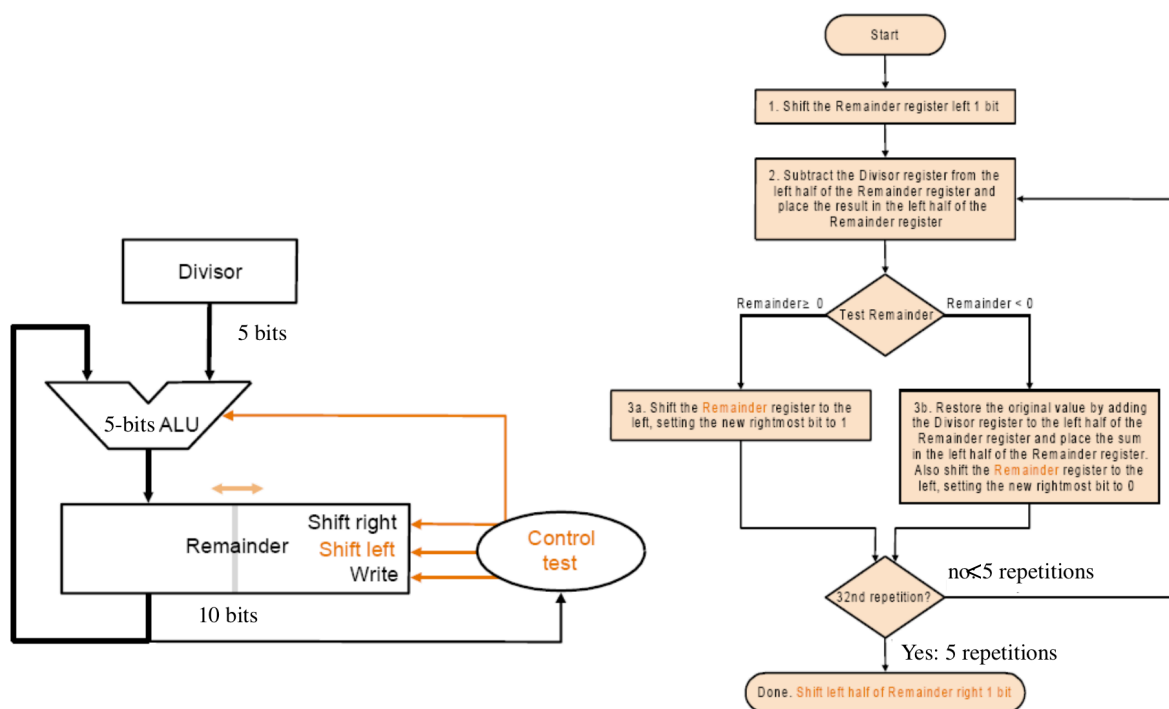 Divisor
5 bits
5-bits ALU
Remainder
Shift right
Shift left
Write
10 bits
Control
test
Start
1. Shift the Remainder register left 1 bit
2. Subtract the Divisor register from the
left half of the Remainder register and
place the result in the left half of the
Remainder register
Remainder≥ 0
Test Remainder
Remainder < 0
3a. Shift the Remainder register to the
left, setting the new rightmost bit to 1
3b. Restore the original value by adding
the Divisor register to the left half of the
Remainder register and place the sum
in the left half of the Remainder register.
Also shift the Remainder register to the
left, setting the new rightmost bit to 0
32nd repetition?
no<5 repetitions
Yes: 5 repetitions
Done. Shift left half of Remainder right 1 bit